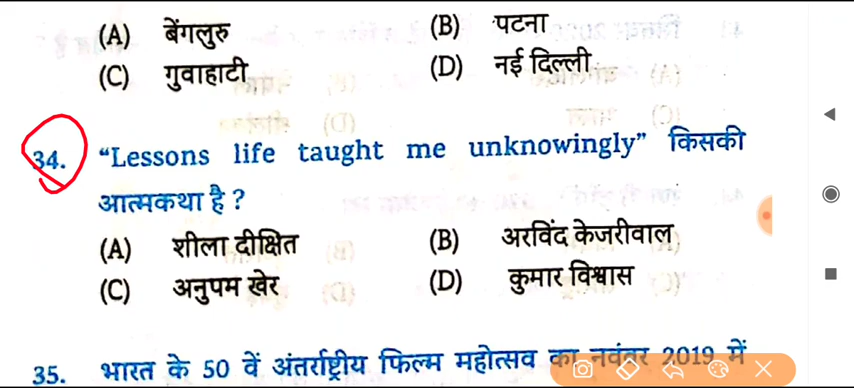 (A) बेंगलुरु (B) पटना
(C) गुवाहाटी (D) नई दिल्ली
34. “Lessons life taught me unknowingly” किसकी
आत्मकथा है ?
(A) शीला दीक्षित (B) अरविंद केजरीवाल
(C) अनुपम खेर (D) कुमार विश्वास
35. भारत के 50 वें अंतर्राष्ट्रीय फिल्म महोत्सव का नवंबर 2019 में